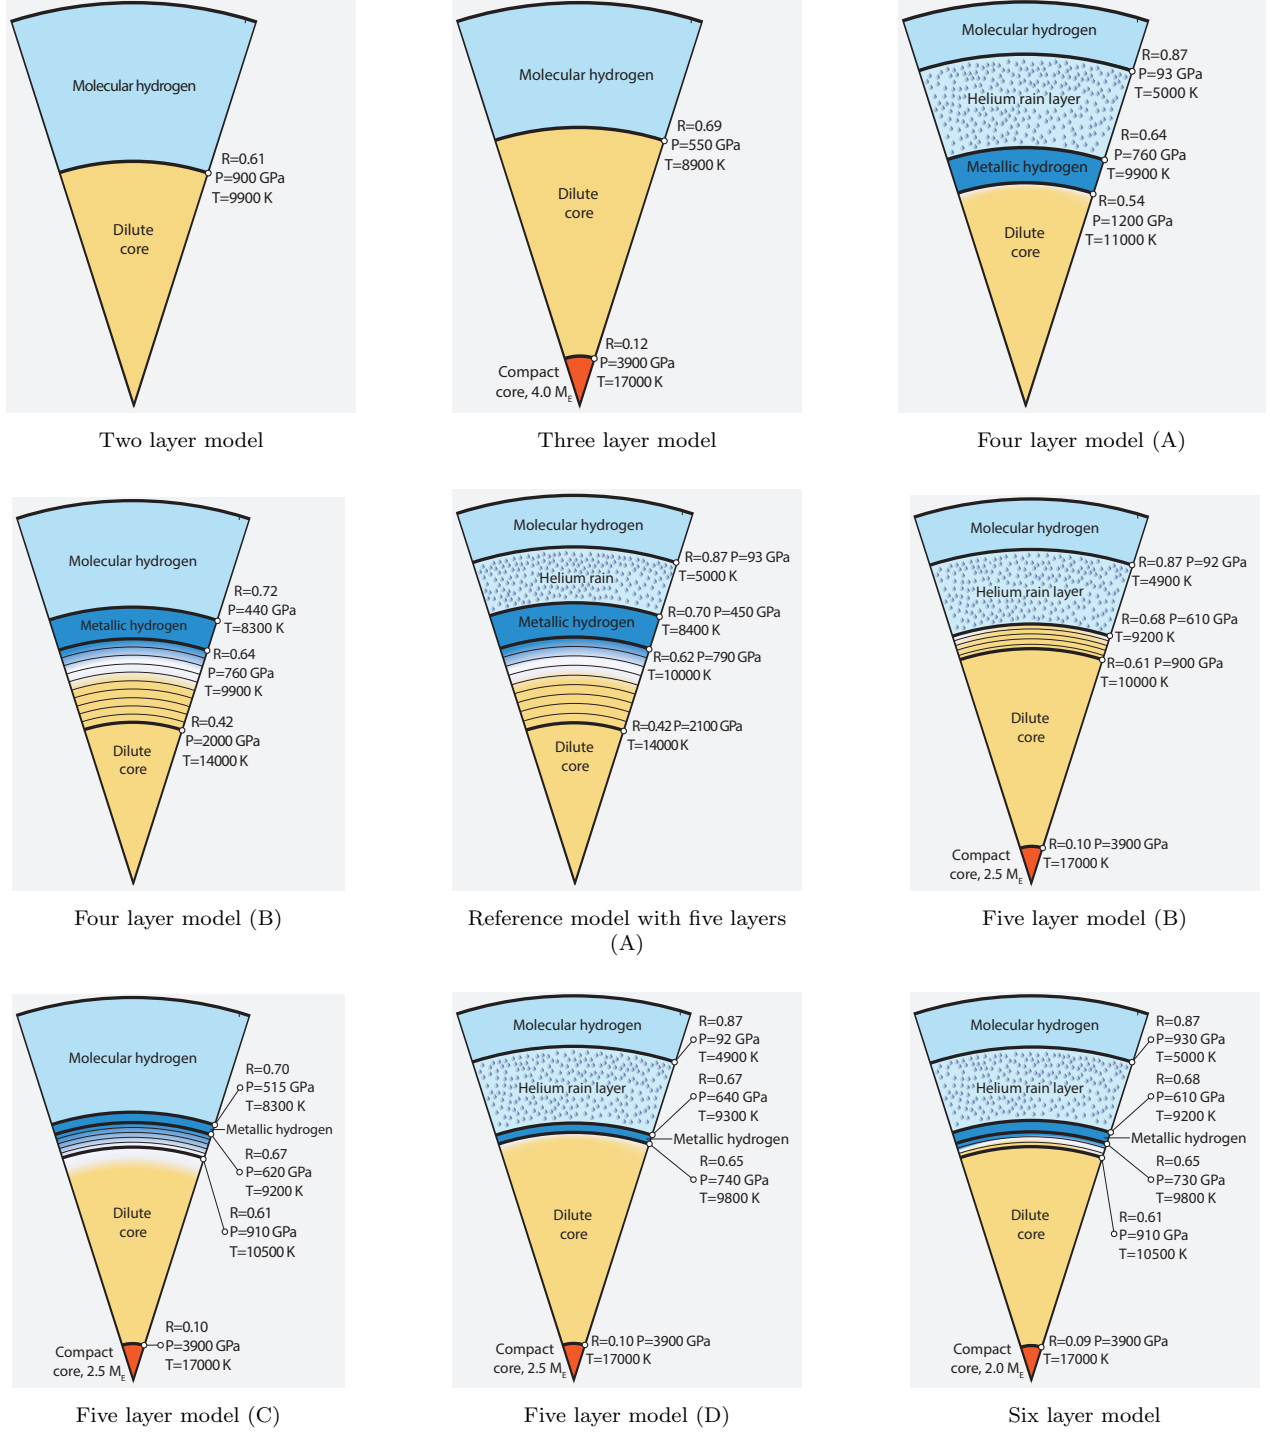 Molecular hydrogen
R=0.61
P=900 GPa
T=9900 K
Dilute
core
Two layer model
Molecular hydrogen
R=0.69
P=550 GPa
T=8900 K
R=0.12
P=3900 GPa
T=17000 K
Compact
core, 4.0 M_E
Three layer model
Molecular hydrogen
R=0.87
P=93 GPa
T=5000 K
Helium rain layer
R=0.64
P=760 GPa
T=9900 K
Metallic hydrogen
R=0.54
P=1200 GPa
T=11000 K
Dilute
core
Four layer model (A)
Molecular hydrogen
R=0.72
P=440 GPa
T=8300 K
Metallic hydrogen
R=0.64
P=760 GPa
T=9900 K
R=0.42
P=2000 GPa
T=14000 K
Dilute
core
Four layer model (B)
Molecular hydrogen
R=0.87 P=93 GPa
T=5000 K
Helium rain
R=0.70 P=450 GPa
T=8400 K
Metallic hydrogen
R=0.62 P=790 GPa
T=10000 K
R=0.42 P=2100 GPa
T=14000 K
Dilute
core
Reference model with five layers
(A)
Molecular hydrogen
R=0.87 P=92 GPa
T=4900 K
Helium rain layer
R=0.68 P=610 GPa
T=9200 K
R=0.61 P=900 GPa
T=10000 K
Dilute
core
R=0.10 P=3900 GPa
T=17000 K
Compact
core, 2.5 M_E
Five layer model (B)
Molecular hydrogen
R=0.70
P=515 GPa
T=8300 K
Metallic hydrogen
R=0.67
P=620 GPa
T=9200 K
R=0.61
P=910 GPa
T=10500 K
Dilute
core
R=0.10
P=3900 GPa
T=17000 K
Compact
core, 2.5 M_E
Five layer model (C)
Molecular hydrogen
R=0.87
P=92 GPa
T=4900 K
Helium rain layer
R=0.67
P=640 GPa
T=9300 K
Metallic hydrogen
R=0.65
P=740 GPa
T=9800 K
Dilute
core
R=0.10 P=3900 GPa
T=17000 K
Compact
core, 2.5 M_E
Five layer model (D)
Molecular hydrogen
R=0.87
P=930 GPa
T=5000 K
Helium rain layer
R=0.68
P=610 GPa
T=9200 K
Metallic hydrogen
R=0.65
P=730 GPa
T=9800 K
R=0.61
P=910 GPa
T=10500 K
Dilute
core
R=0.09 P=3900 GPa
T=17000 K
Compact
core, 2.0 M_E
Six layer model